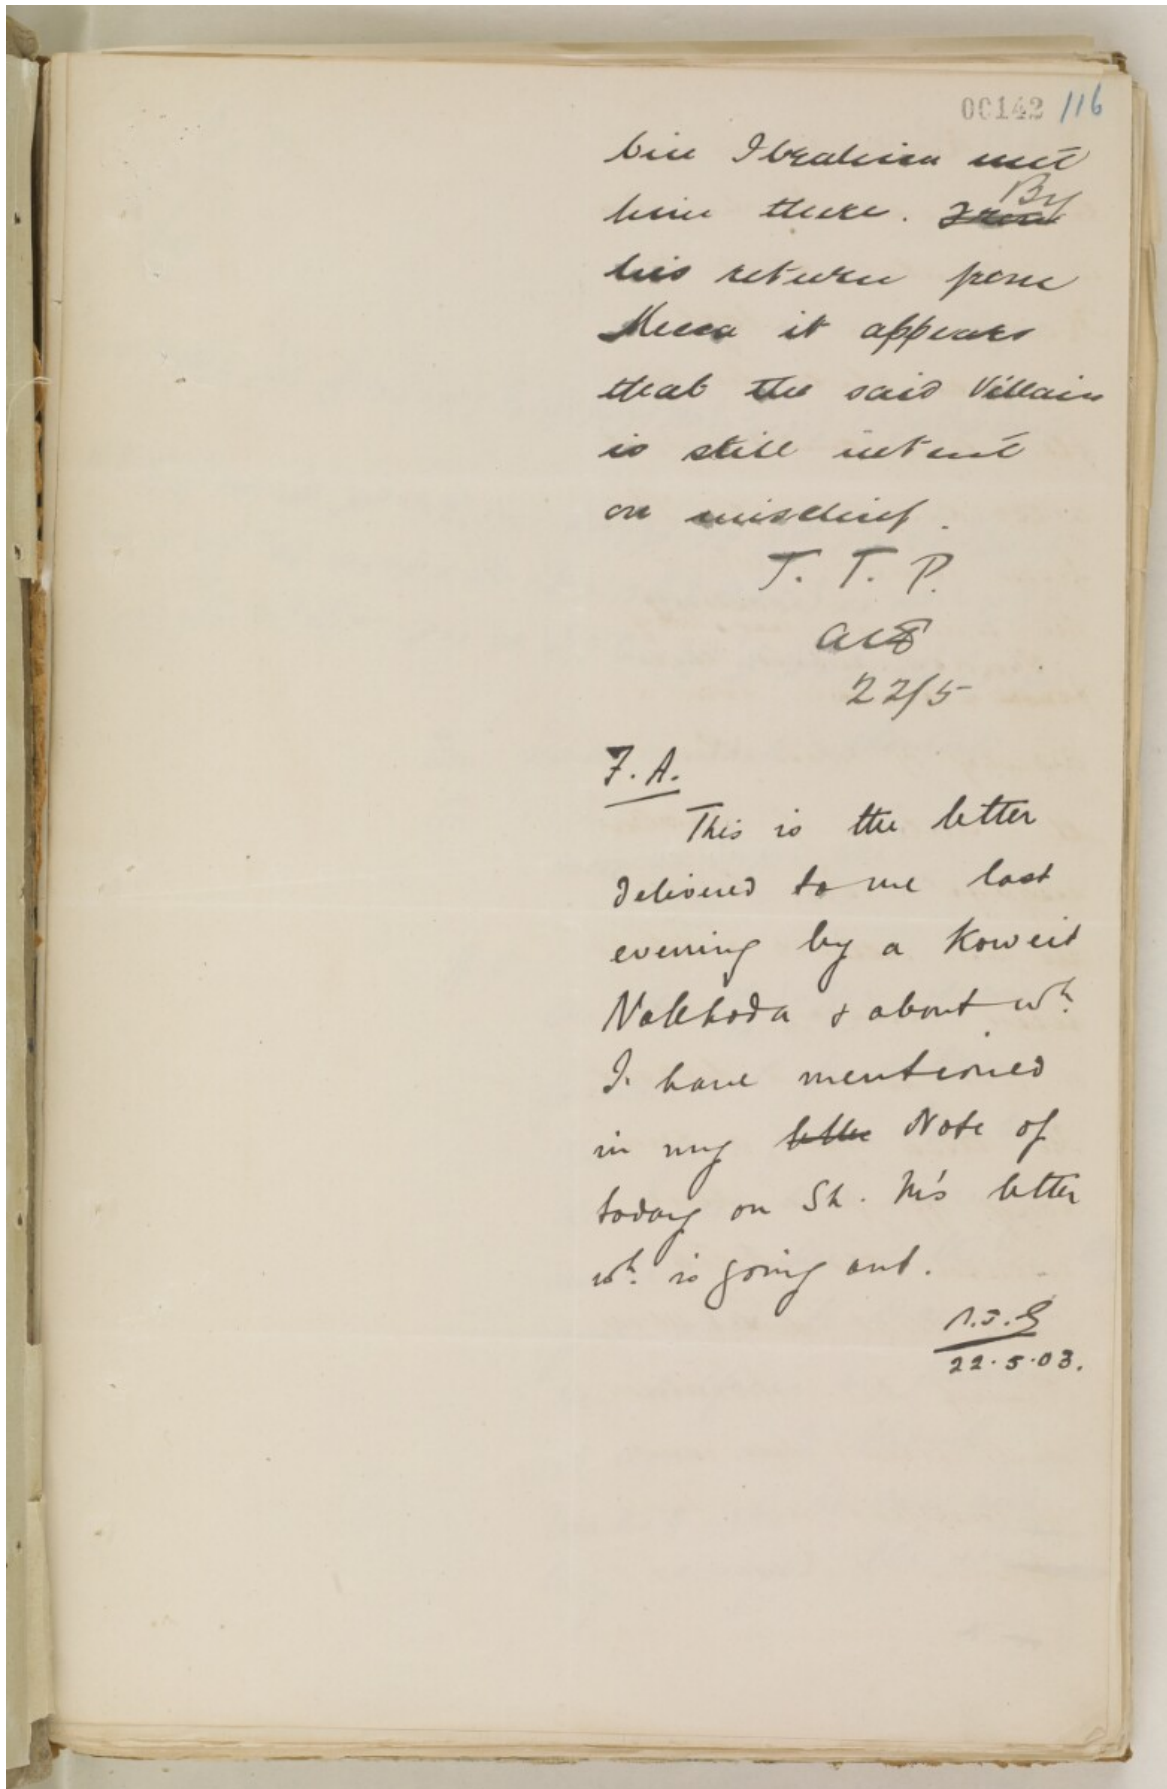 00142 116
bin Ibrahim met
By
him there. From
his return from
Mecca it appears
that the said Villain
is still intent
on mischief.
T. T. P.
22/5
F. A.
This is the letter
delivered to me last
evening by a Koweit
Nakhoda & about wh.
I have mentioned
in my letter Note of
today on Sh. M's letter
wh. is going out.
22.5.03.